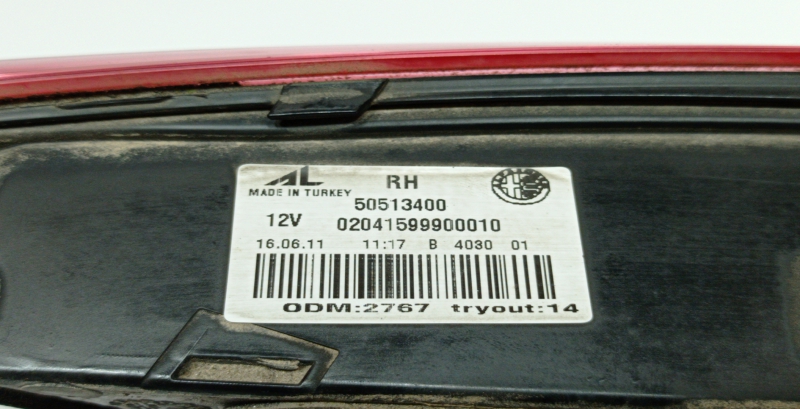 AL RH
MADE IN TURKEY
50513400
12V 02041599900010
16.06.11 11:17 B 4030 01
ODM:2767 tryout:14